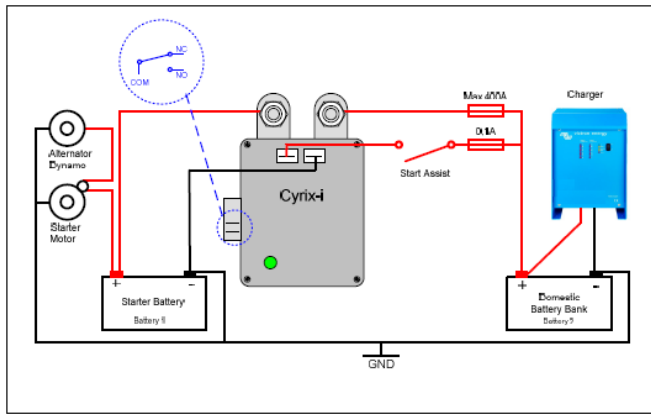 NC
COM
NO
Max 400A
Charger
0.1A
Alternator
Dynamo
Start Assist
Cyrix-i
Starter
Motor
+
-
Starter Battery
Battery 1
+
-
Domestic
Battery Bank
Battery 2
GND